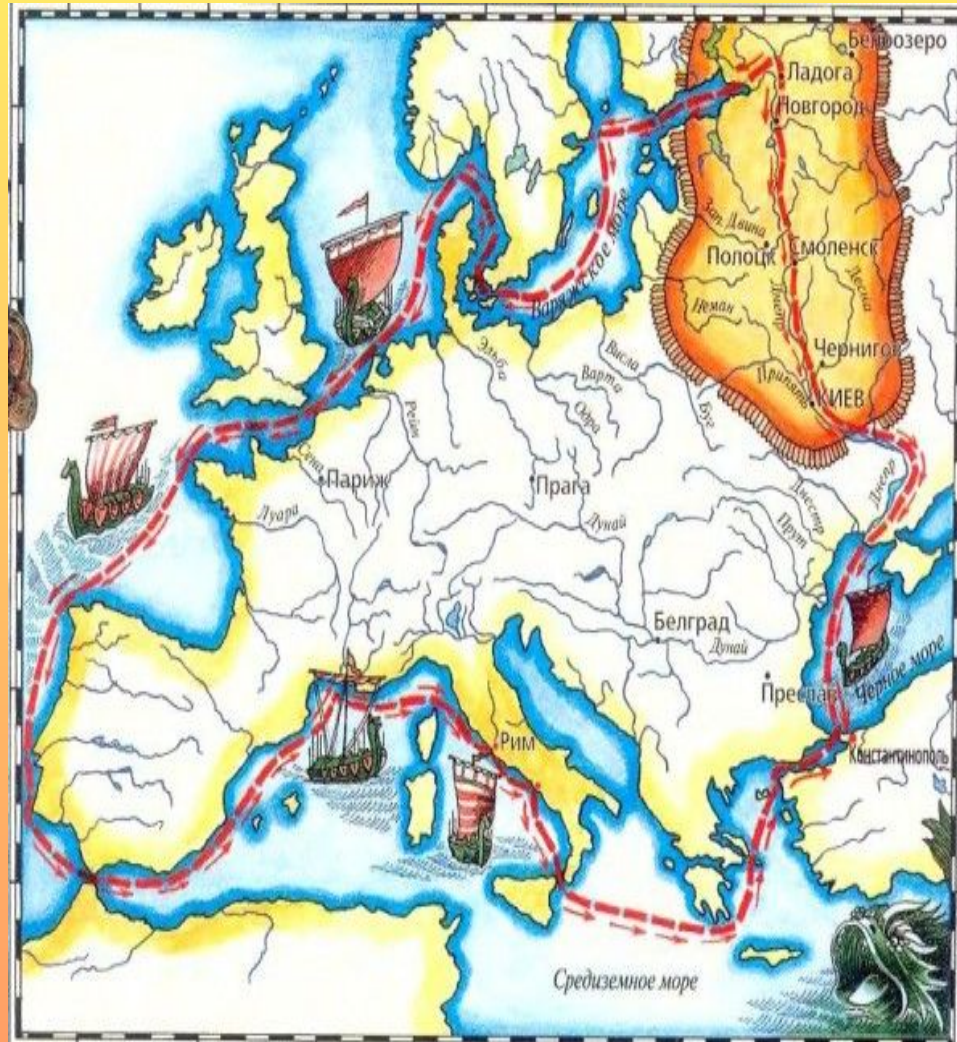 Белоозеро
Ладога
Новгород
Варяжское море
Зап. Двина
Полоцк
Смоленск
Десна
Неман
Днепр
Чернигов
Припять
КИЕВ
Эльба
Висла
Варта
Одра
Буг
Рейн
Сена
Париж
Прага
Луара
Дунай
Днестр
Прут
Днепр
Белград
Дунай
Преслав
Черное море
Рим
Константинополь
Средиземное море